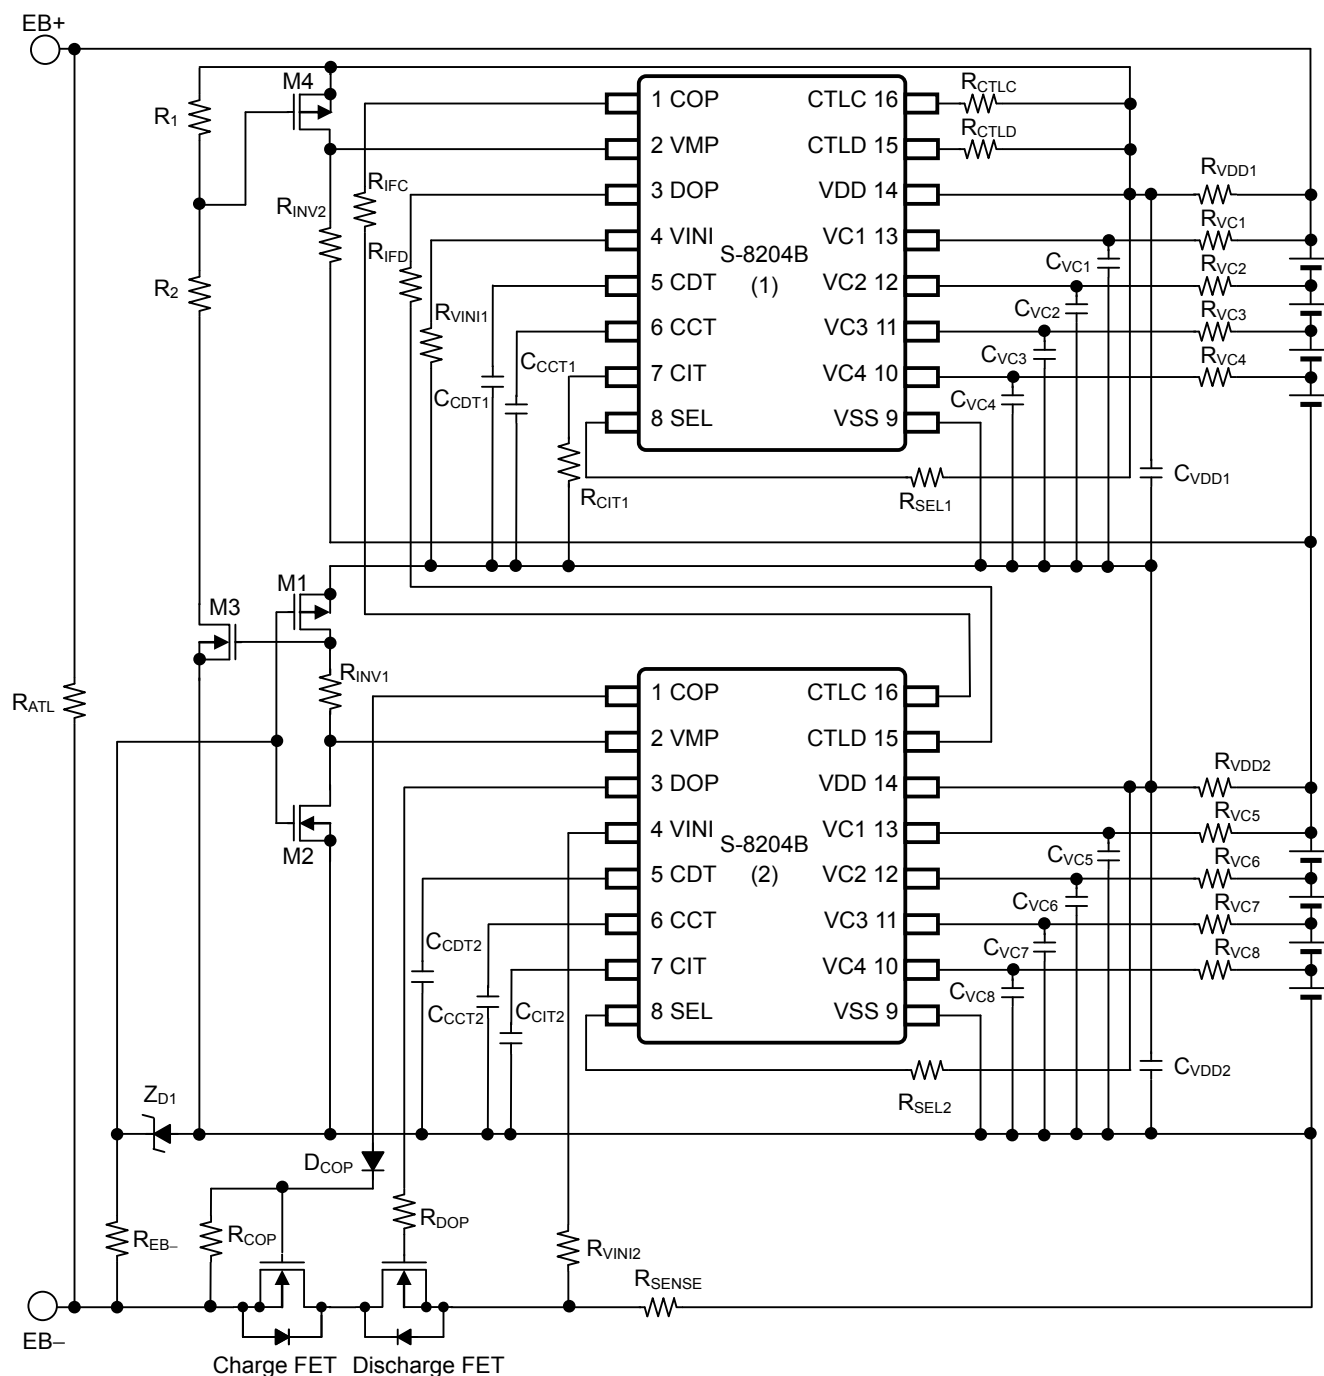 EB+
M4
R1
R2
RINV2
RIFC
RIFD
RVINI1
CCDT1
CCCT1
RCIT1
1 COP
2 VMP
3 DOP
4 VINI
5 CDT
6 CCT
7 CIT
8 SEL
S-8204B
(1)
CTLC 16
CTLD 15
VDD 14
VC1 13
VC2 12
VC3 11
VC4 10
VSS 9
RCTLC
RCTLD
RVDD1
RVC1
RVC2
RVC3
RVC4
CVC1
CVC2
CVC3
CVC4
RSEL1
CVDD1
M1
M3
RINV1
RATL
M2
1 COP
2 VMP
3 DOP
4 VINI
5 CDT
6 CCT
7 CIT
8 SEL
S-8204B
(2)
CTLC 16
CTLD 15
VDD 14
VC1 13
VC2 12
VC3 11
VC4 10
VSS 9
RVDD2
RVC5
RVC6
RVC7
RVC8
CVC5
CVC6
CVC7
CVC8
CCDT2
CCCT2
CCIT2
RSEL2
CVDD2
ZD1
DCOP
REB–
RCOP
RDOP
RVINI2
RSENSE
EB–
Charge FET
Discharge FET